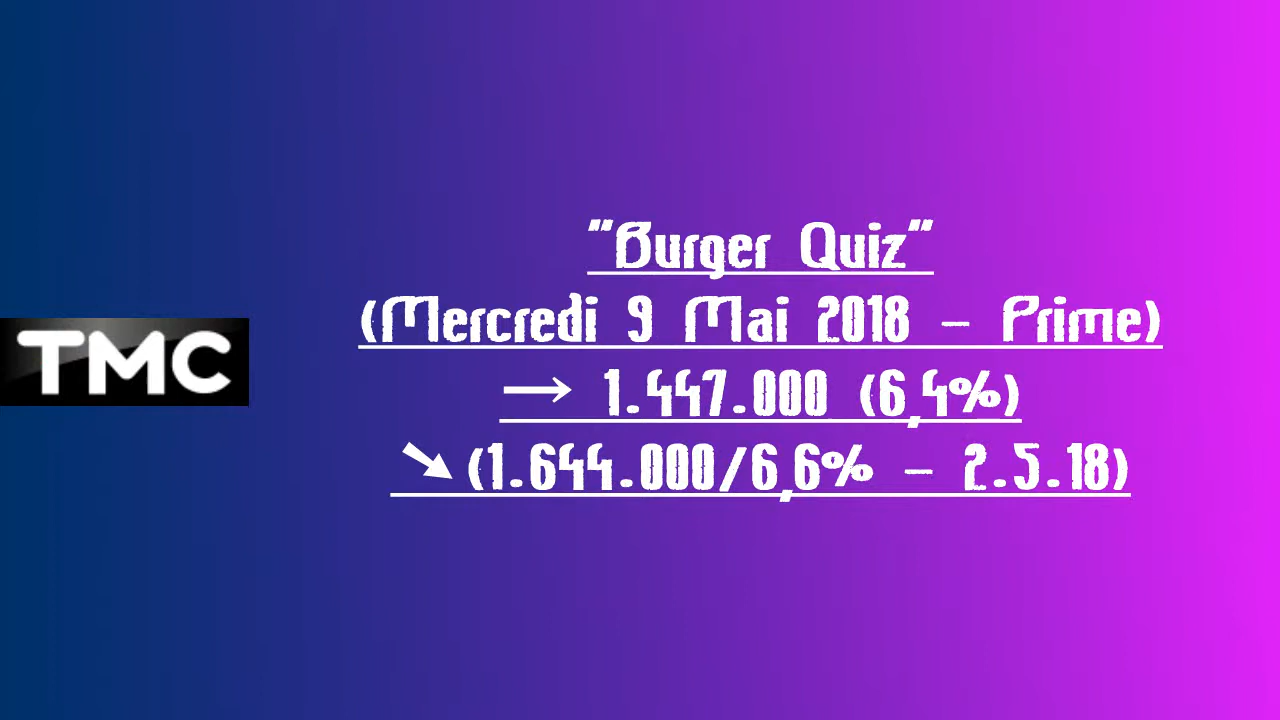 TMC
"Burger Quiz"
(Mercredi 9 Mai 2018 – Prime)
→ 1.447.000 (6,4%)
➘(1.644.000/6,6% – 2.5.18)